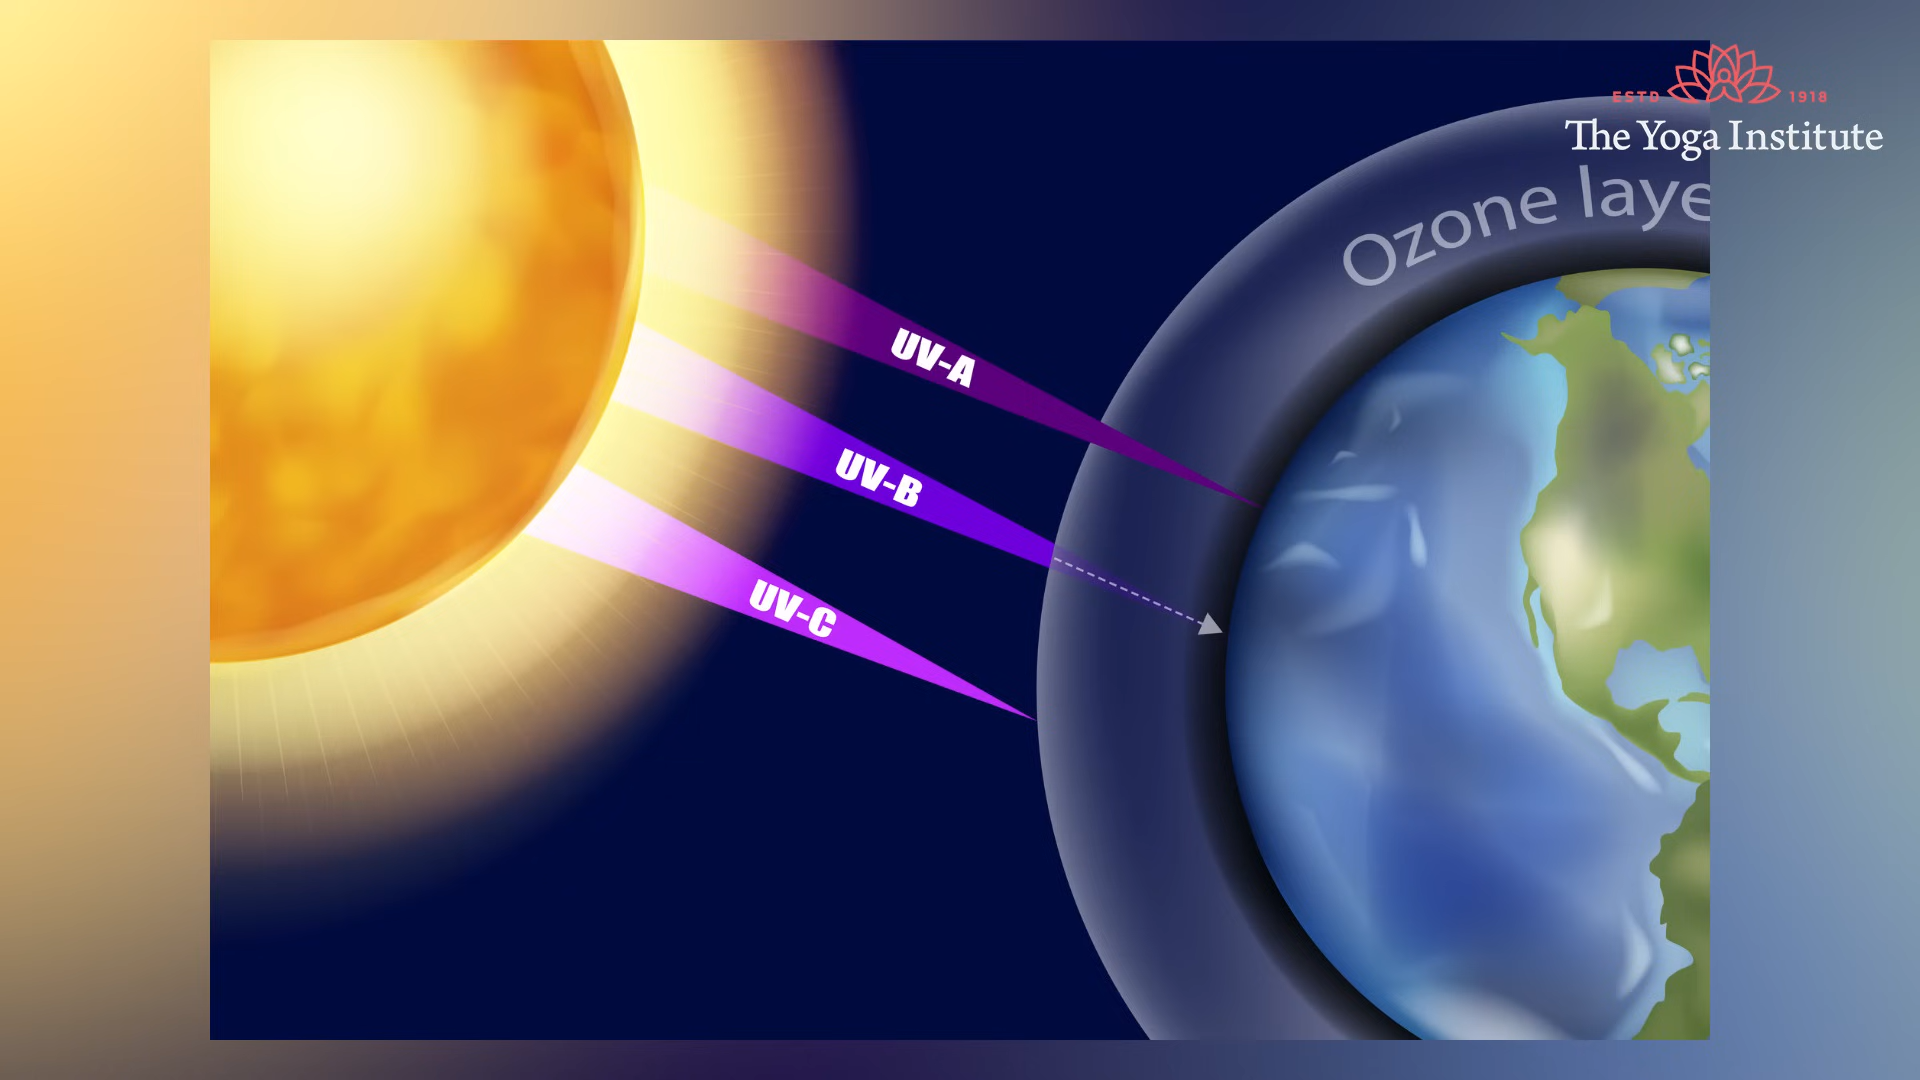 ESTD 1918
The Yoga Institute
Ozone laye
UV-A
UV-B
UV-C